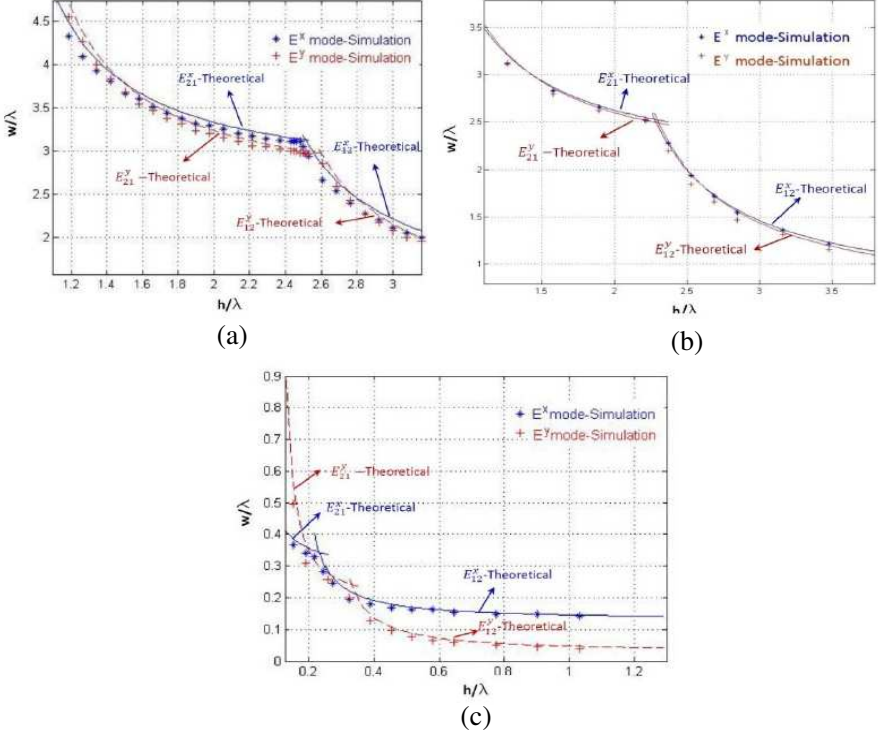 4.5
4
3.5
3
2.5
2
w/λ
* E^x mode-Simulation
+ E^y mode-Simulation
E^x_21-Theoretical
E^x_12-Theoretical
E^y_21 –Theoretical
E^y_12-Theoretical
1.2 1.4 1.6 1.8 2 2.2 2.4 2.6 2.8 3
h/λ
(a)
3.5
3
2.5
2
1.5
1
w/λ
+ E^x mode-Simulation
+ E^y mode-Simulation
E^x_21-Theoretical
E^y_21 –Theoretical
E^x_12-Theoretical
E^y_12-Theoretical
1.5 2 2.5 3 3.5
h/λ
(b)
0.9
0.8
0.7
0.6
0.5
0.4
0.3
0.2
0.1
0
w/λ
* E^x mode-Simulation
+ E^y mode-Simulation
E^y_21 –Theoretical
E^x_21-Theoretical
E^x_12-Theoretical
E^y_12-Theoretical
0.2 0.4 0.6 0.8 1 1.2
h/λ
(c)